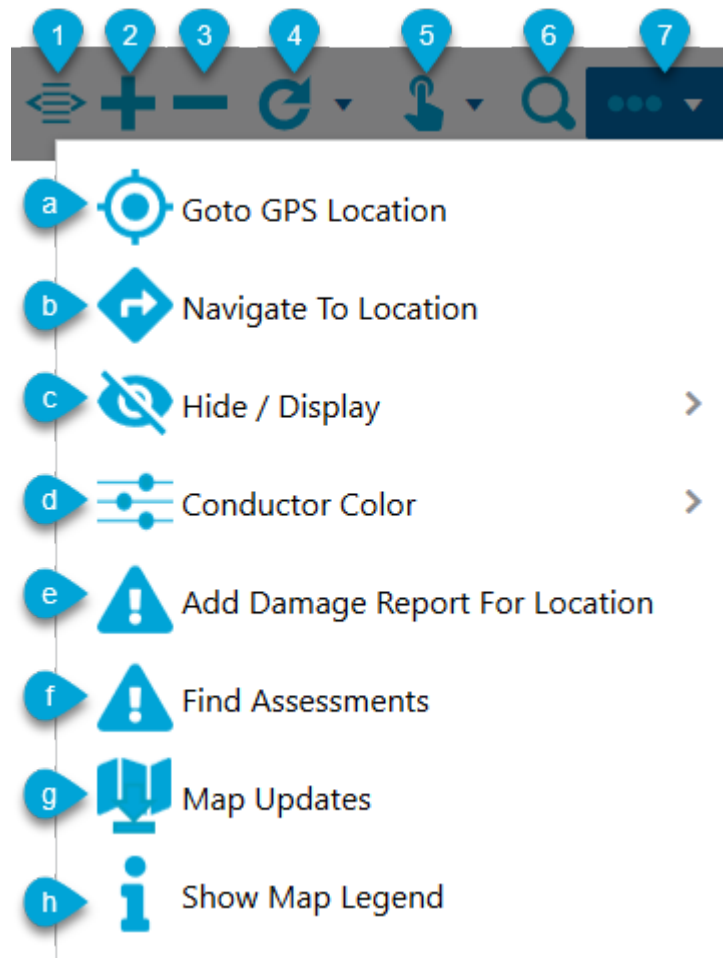 1 2 3 4 5 6 7
a Goto GPS Location
b Navigate To Location
c Hide / Display
d Conductor Color
e Add Damage Report For Location
f Find Assessments
g Map Updates
h Show Map Legend